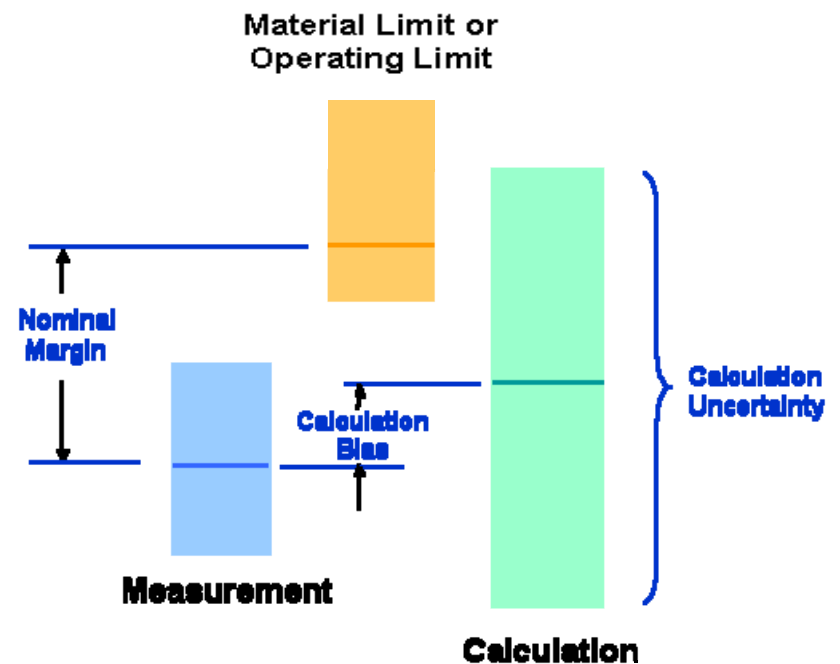 Material Limit or
Operating Limit
Nominal
Margin
Calculation
Bias
Calculation
Uncertainty
Measurement
Calculation